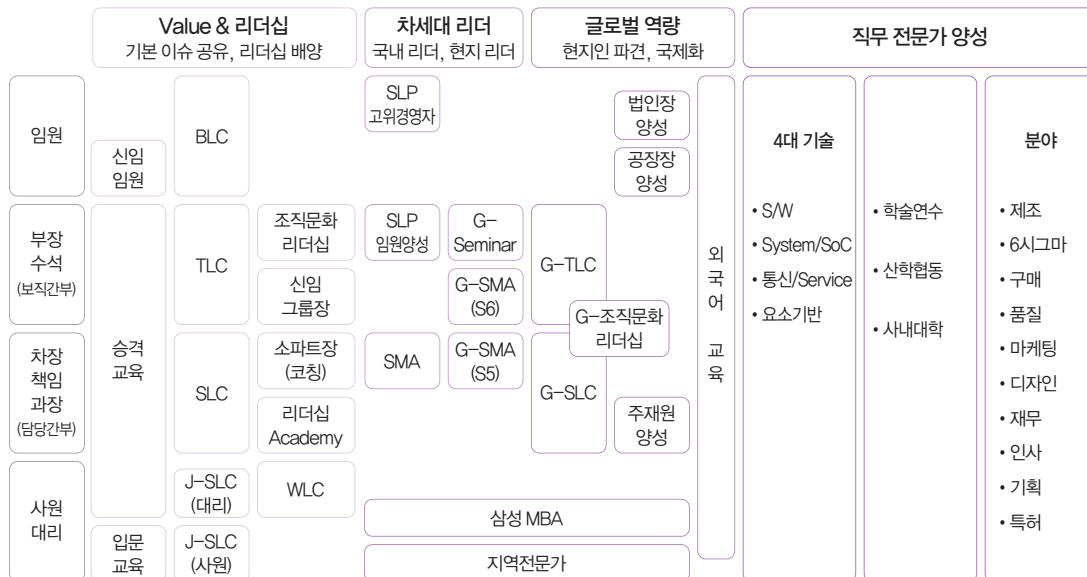 Value & 리더십
기본 이슈 공유, 리더십 배양
차세대 리더
국내 리더, 현지 리더
글로벌 역량
현지인 파견, 국제화
직무 전문가 양성
임원
신임
임원
BLC
SLP
고위경영자
법인장
양성
공장장
양성
부장
수석
(보직간부)
승격
교육
TLC
조직문화
리더십
신임
그룹장
SLP
임원양성
G-
Seminar
G-SMA
(S6)
G-TLC
G-조직문화
리더십
차장
책임
과장
(담당간부)
SLC
소파트장
(코칭)
리더십
Academy
SMA
G-SMA
(S5)
G-SLC
주재원
양성
사원
대리
입문
교육
J-SLC
(대리)
J-SLC
(사원)
WLC
삼성 MBA
지역전문가
외
국
어
교
육
4대 기술
• S/W
• System/SoC
• 통신/Service
• 요소기반
• 학술연수
• 산학협동
• 사내대학
분야
• 제조
• 6시그마
• 구매
• 품질
• 마케팅
• 디자인
• 재무
• 인사
• 기획
• 특허